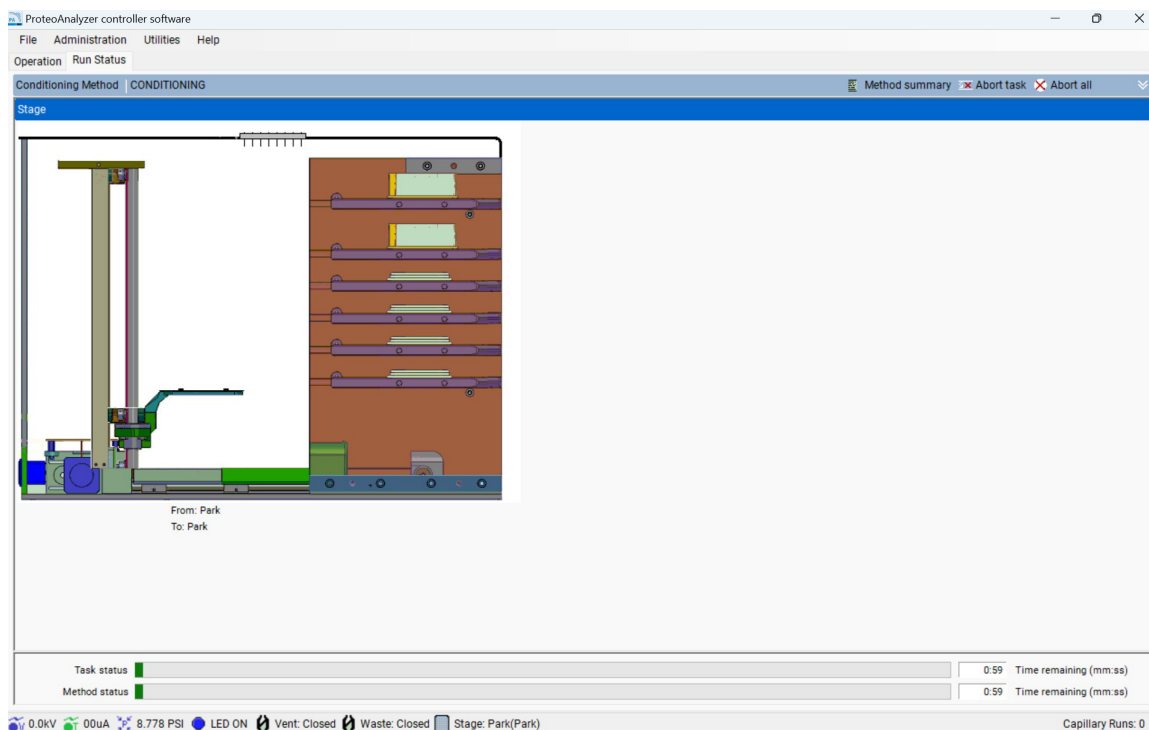 ProteoAnalyzer controller software
File Administration Utilities Help
Operation Run Status
Conditioning Method CONDITIONING Method summary Abort task Abort all
Stage
From: Park
To: Park
Task status 0:59 Time remaining (mm:ss)
Method status 0:59 Time remaining (mm:ss)
0.0kV 00uA 8.778 PSI LED ON Vent: Closed Waste: Closed Stage: Park(Park) Capillary Runs: 0